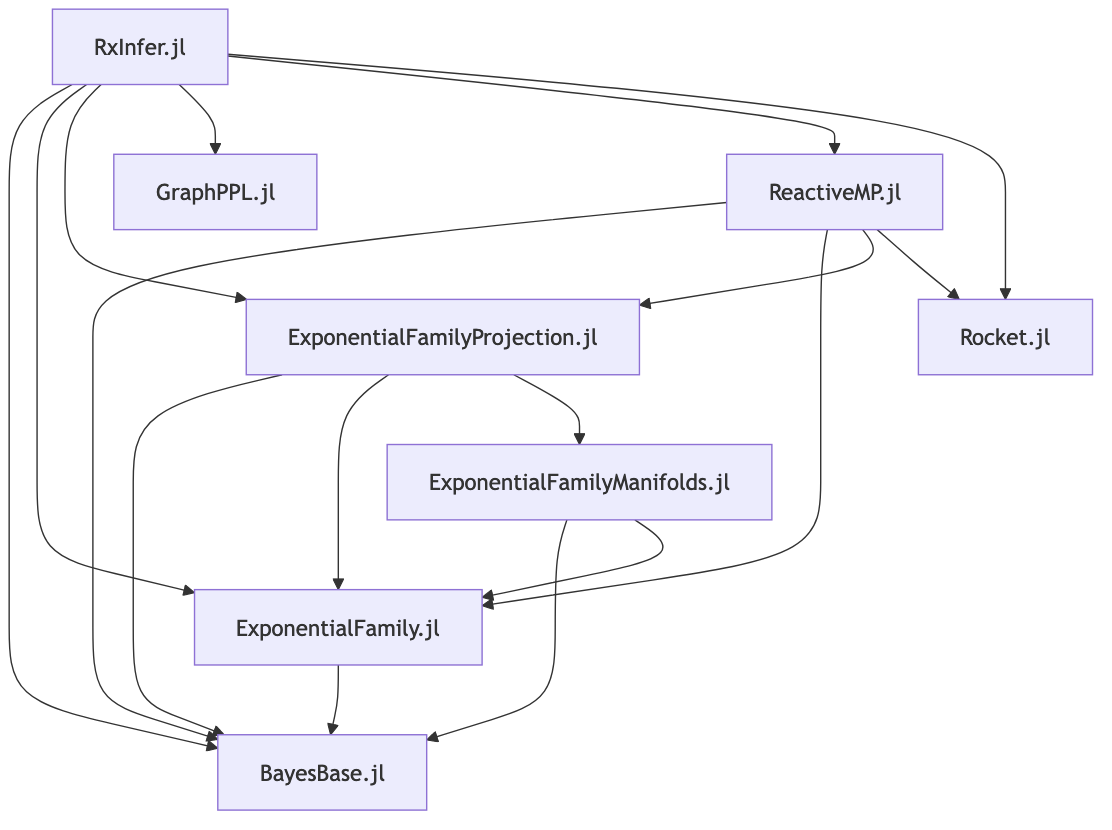 RxInfer.jl
GraphPPL.jl
ReactiveMP.jl
ExponentialFamilyProjection.jl
Rocket.jl
ExponentialFamilyManifolds.jl
ExponentialFamily.jl
BayesBase.jl